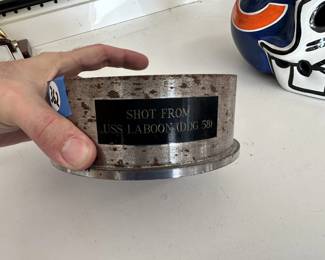 SHOT FROM
USS LABOON (DDG 58)